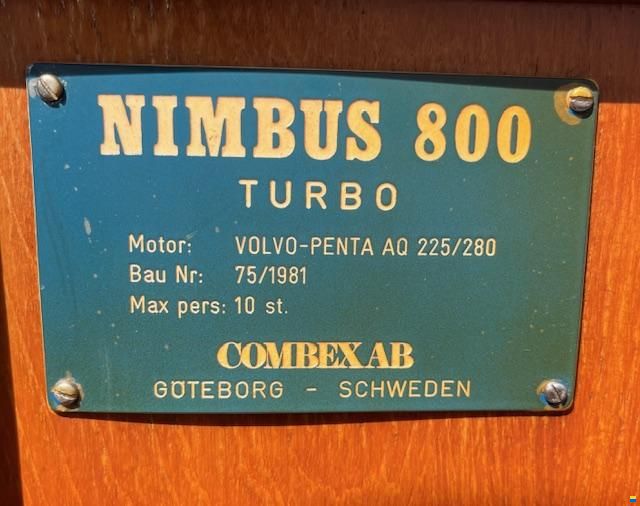 NIMBUS 800
TURBO
Motor: VOLVO-PENTA AQ 225/280
Bau Nr: 75/1981
Max pers: 10 st.
COMBEX AB
GÖTEBORG - SCHWEDEN